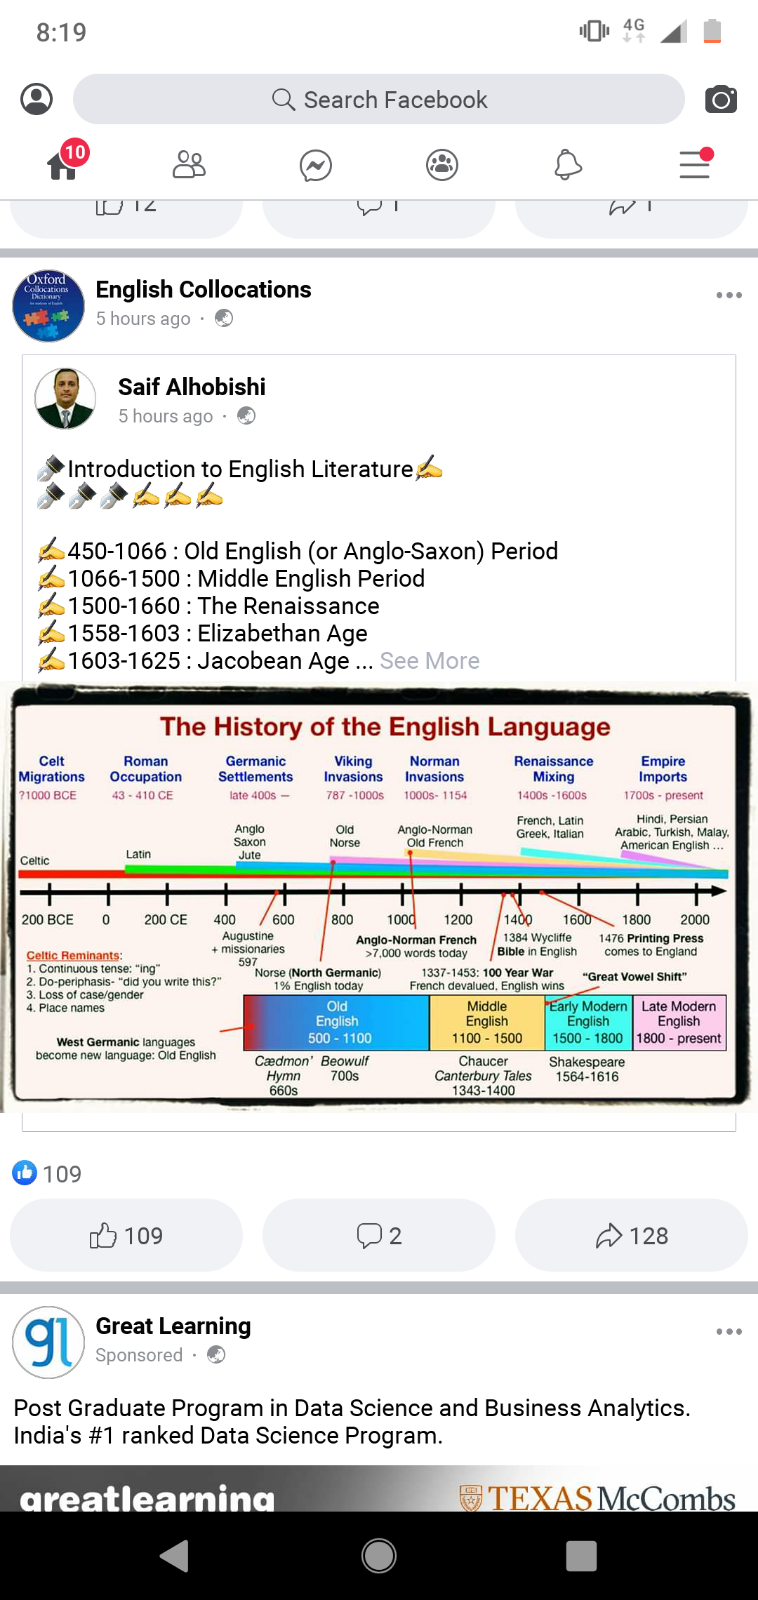 8:19
4G
Search Facebook
10
12
1
1
Oxford
Collocations
Dictionary
English Collocations
5 hours ago ·
Saif Alhobishi
5 hours ago ·
✒Introduction to English Literature✍
✒✒✒✍✍✍
✍450-1066 : Old English (or Anglo-Saxon) Period
✍1066-1500 : Middle English Period
✍1500-1660 : The Renaissance
✍1558-1603 : Elizabethan Age
✍1603-1625 : Jacobean Age ... See More
The History of the English Language
Celt Migrations
?1000 BCE
Roman Occupation
43 - 410 CE
Germanic Settlements
late 400s —
Viking Invasions
787 -1000s
Norman Invasions
1000s- 1154
Renaissance Mixing
1400s -1600s
Empire Imports
1700s - present
Celtic
Latin
Anglo
Saxon
Jute
Old
Norse
Anglo-Norman
Old French
French, Latin
Greek, Italian
Hindi, Persian
Arabic, Turkish, Malay,
American English ...
200 BCE 0 200 CE 400 600 800 1000 1200 1400 1600 1800 2000
Augustine
+ missionaries
597
Anglo-Norman French
>7,000 words today
1384 Wycliffe
Bible in English
1476 Printing Press
comes to England
Celtic Reminants:
1. Continuous tense: "ing"
2. Do-periphasis- "did you write this?"
3. Loss of case/gender
4. Place names
Norse (North Germanic)
1% English today
1337-1453: 100 Year War
French devalued, English wins
"Great Vowel Shift"
West Germanic languages
become new language: Old English
Old
English
500 - 1100
Middle
English
1100 - 1500
Early Modern
English
1500 - 1800
Late Modern
English
1800 - present
Cædmon'
Hymn
660s
Beowulf
700s
Chaucer
Canterbury Tales
1343-1400
Shakespeare
1564-1616
109
109
2
128
gl
Great Learning
Sponsored ·
Post Graduate Program in Data Science and Business Analytics.
India's #1 ranked Data Science Program.
greatlearning
TEXAS McCombs